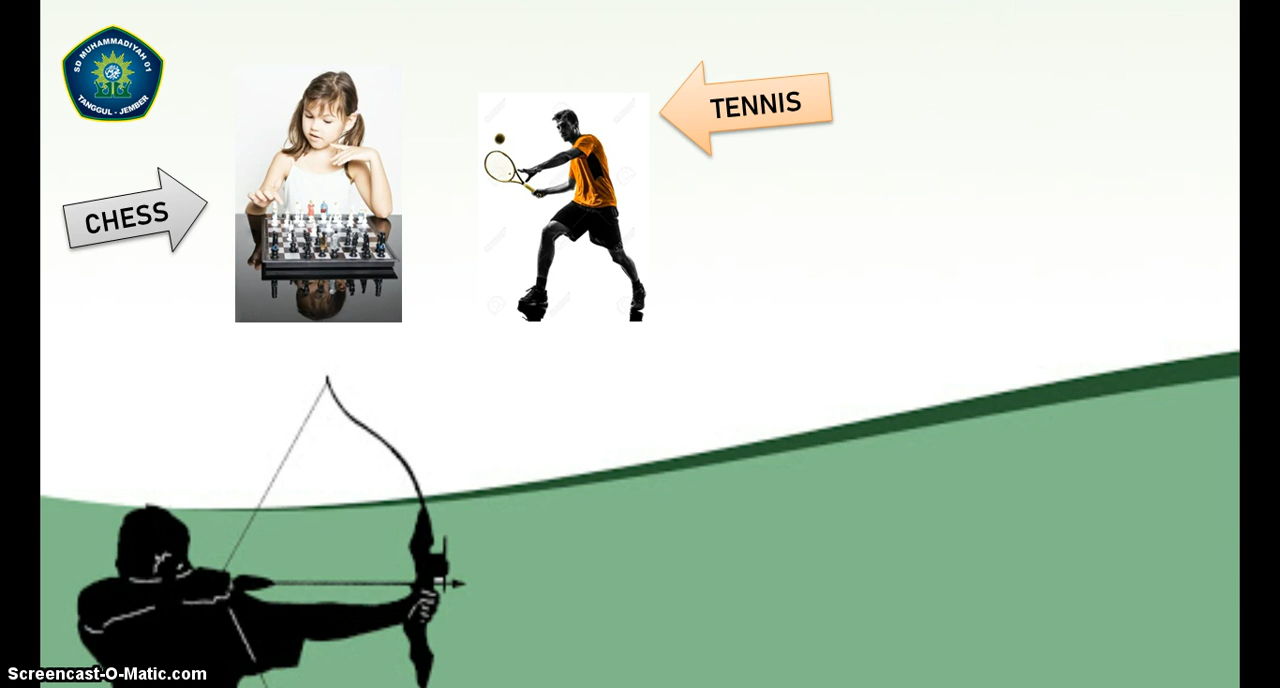 SD MUHAMMADIYAH 01
TANGGUL - JEMBER
TENNIS
CHESS
Screencast-O-Matic.com